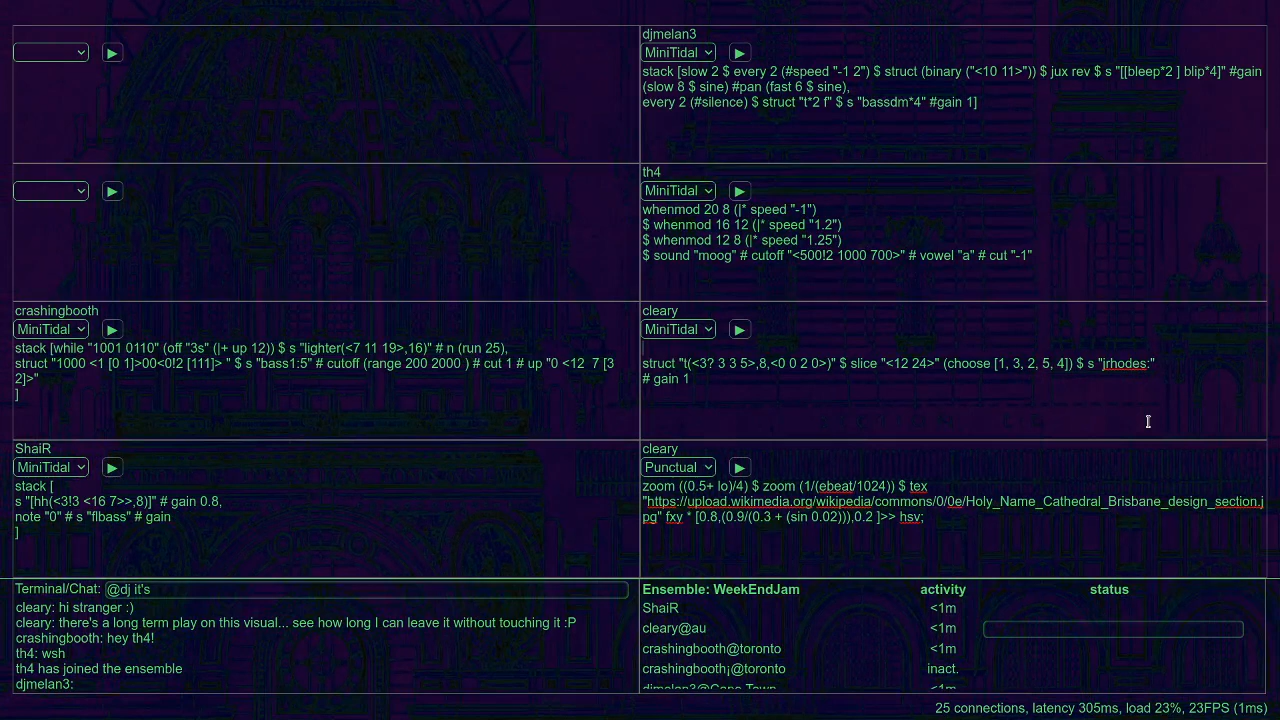 djmelan3
MiniTidal
stack [slow 2 $ every 2 (#speed "-1 2") $ struct (binary ("<10 11>")) $ jux rev $ s "[[bleep*2 ] blip*4]" #gain
(slow 8 $ sine) #pan (fast 6 $ sine),
every 2 (#silence) $ struct "t*2 f" $ s "bassdm*4" #gain 1]
th4
MiniTidal
whenmod 20 8 (|* speed "-1")
$ whenmod 16 12 (|* speed "1.2")
$ whenmod 12 8 (|* speed "1.25")
$ sound "moog" # cutoff "<500!2 1000 700>" # vowel "a" # cut "-1"
crashingbooth
MiniTidal
stack [while "1001 0110" (off "3s" (|+ up 12)) $ s "lighter(<7 11 19>,16)" # n (run 25),
struct "1000 <1 [0 1]>00<0!2 [111]> " $ s "bass1:5" # cutoff (range 200 2000 ) # cut 1 # up "0 <12  7 [3
2]>"
]
cleary
MiniTidal
struct "t(<3? 3 3 5>,8,<0 0 2 0>)" $ slice "<12 24>" (choose [1, 3, 2, 5, 4]) $ s "jrhodes:"
# gain 1
ShaiR
MiniTidal
stack [
s "[hh(<3!3 <16 7>>,8)]" # gain 0.8,
note "0" # s "flbass" # gain
]
cleary
Punctual
zoom ((0.5+ lo)/4) $ zoom (1/(ebeat/1024)) $ tex
"https://upload.wikimedia.org/wikipedia/commons/0/0e/Holy_Name_Cathedral_Brisbane_design_section.j
pg" fxy * [0.8,(0.9/(0.3 + (sin 0.02))),0.2 ]>> hsv;
Terminal/Chat: @dj it's
cleary: hi stranger :)
cleary: there's a long term play on this visual... see how long I can leave it without touching it :P
crashingbooth: hey th4!
th4: wsh
th4 has joined the ensemble
djmelan3:
Ensemble: WeekEndJam activity status
ShaiR <1m
cleary@au <1m
crashingbooth@toronto <1m
crashingbooth¡@toronto inact.
djmelan3@Cape Town <1m
25 connections, latency 305ms, load 23%, 23FPS (1ms)